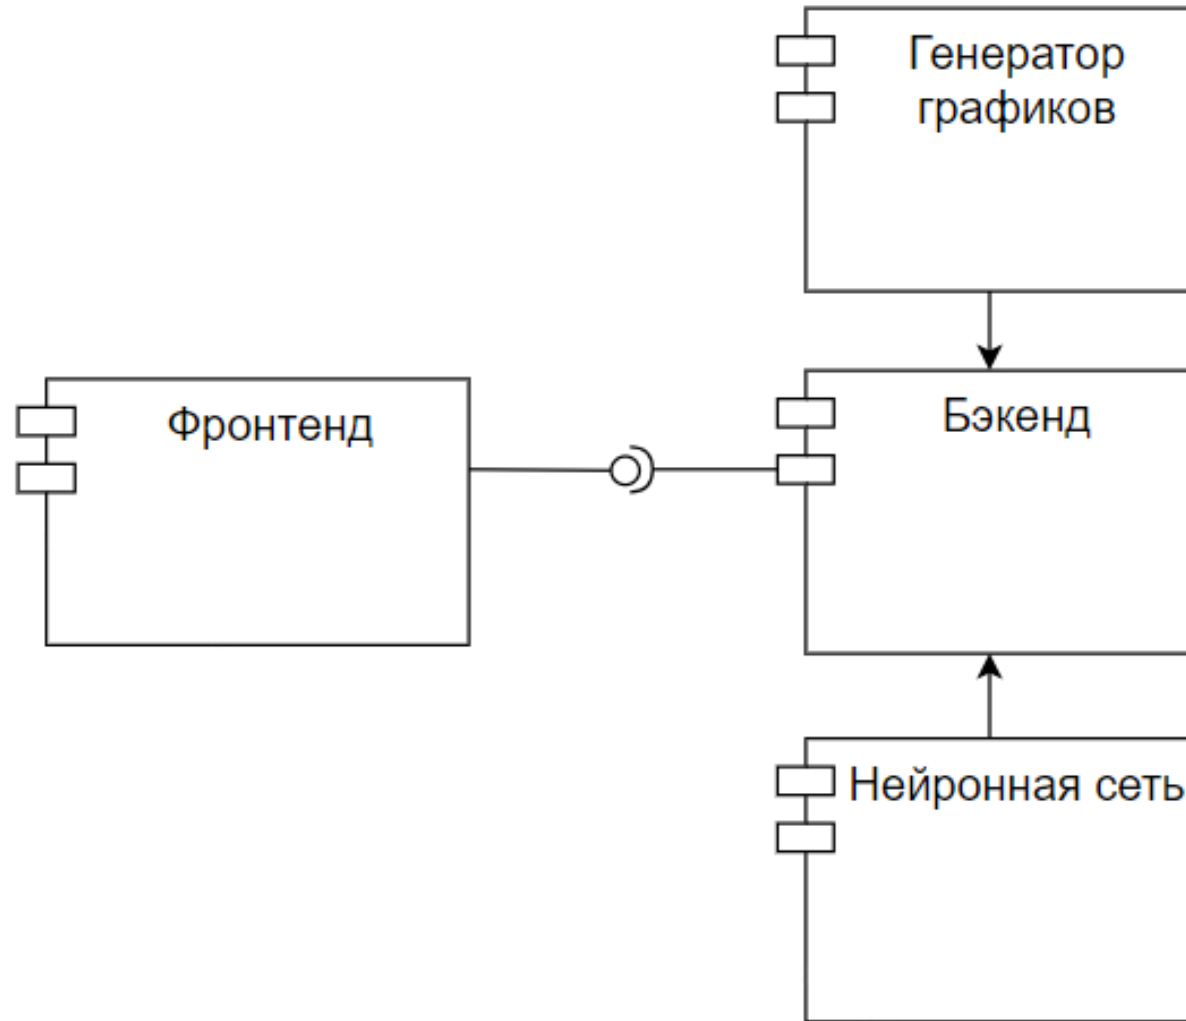 Генератор
графиков
Фронтенд
Бэкенд
Нейронная сеть